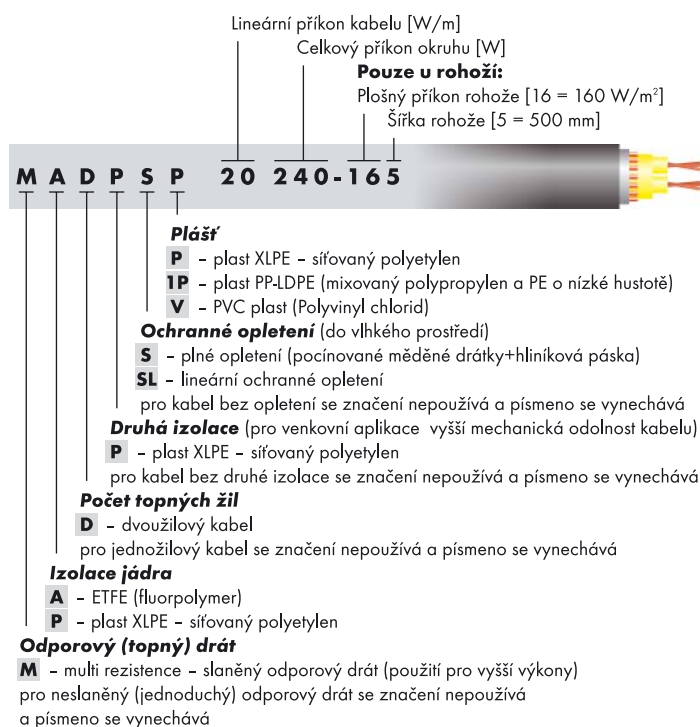 Lineární příkon kabelu [W/m]
Celkový příkon okruhu [W]
Pouze u rohoží:
Plošný příkon rohože [16 = 160 W/m²]
Šířka rohože [5 = 500 mm]
M A D P S P 20 240-165
Plášť
P – plast XLPE – síťovaný polyetylen
1P – plast PP-LDPE (mixovaný polypropylen a PE o nízké hustotě)
V – PVC plast (Polyvinyl chlorid)
Ochranné opletení (do vlhkého prostředí)
S – plné opletení (pocínované měděné drátky+hliníková páska)
SL – lineární ochranné opletení
pro kabel bez opletení se značení nepoužívá a písmeno se vynechává
Druhá izolace (pro venkovní aplikace vyšší mechanická odolnost kabelu)
P – plast XLPE – síťovaný polyetylen
pro kabel bez druhé izolace se značení nepoužívá a písmeno se vynechává
Počet topných žil
D – dvoužilový kabel
pro jednožilový kabel se značení nepoužívá a písmeno se vynechává
Izolace jádra
A – ETFE (fluorpolymer)
P – plast XLPE – síťovaný polyetylen
Odporový (topný) drát
M – multi rezistence – slaněný odporový drát (použití pro vyšší výkony)
pro neslaněný (jednoduchý) odporový drát se značení nepoužívá
a písmeno se vynechává